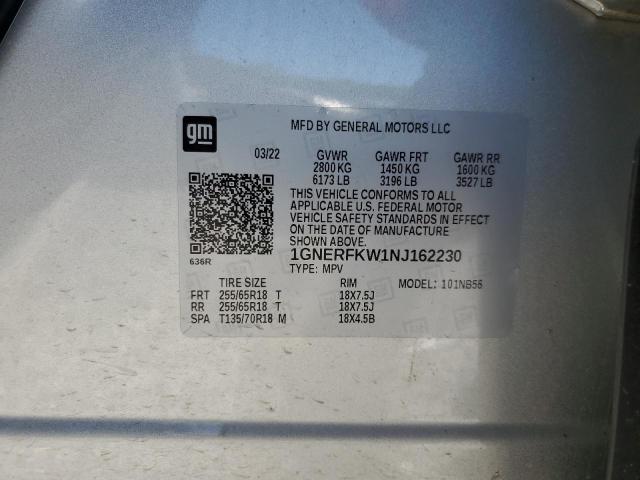 gm
MFD BY GENERAL MOTORS LLC
03/22 GVWR GAWR FRT GAWR RR
2800 KG 1450 KG 1600 KG
6173 LB 3196 LB 3527 LB
THIS VEHICLE CONFORMS TO ALL
APPLICABLE U.S. FEDERAL MOTOR
VEHICLE SAFETY STANDARDS IN EFFECT
ON THE DATE OF MANUFACTURE
SHOWN ABOVE.
636R
1GNERFKW1NJ162230
TYPE: MPV
TIRE SIZE RIM MODEL: 101NB56
FRT 255/65R18 T 18X7.5J
RR 255/65R18 T 18X7.5J
SPA T135/70R18 M 18X4.5B